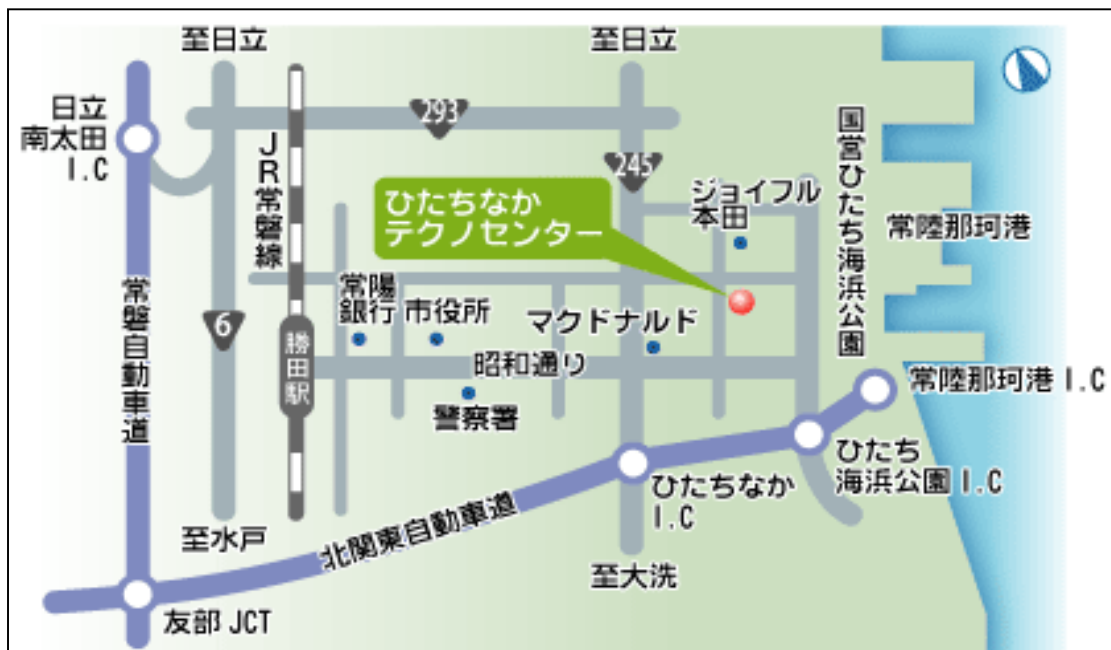 至日立
至日立
日立
南太田
I.C
293
JR常磐線
245
国営ひたち海浜公園
ひたちなか
テクノセンター
ジョイフル
本田
常陸那珂港
常磐自動車道
6
勝田駅
常陽
銀行
市役所
マクドナルド
昭和通り
警察署
常陸那珂港 I.C
ひたち
海浜公園 I.C
ひたちなか
I.C
至水戸
北関東自動車道
至大洗
友部 JCT